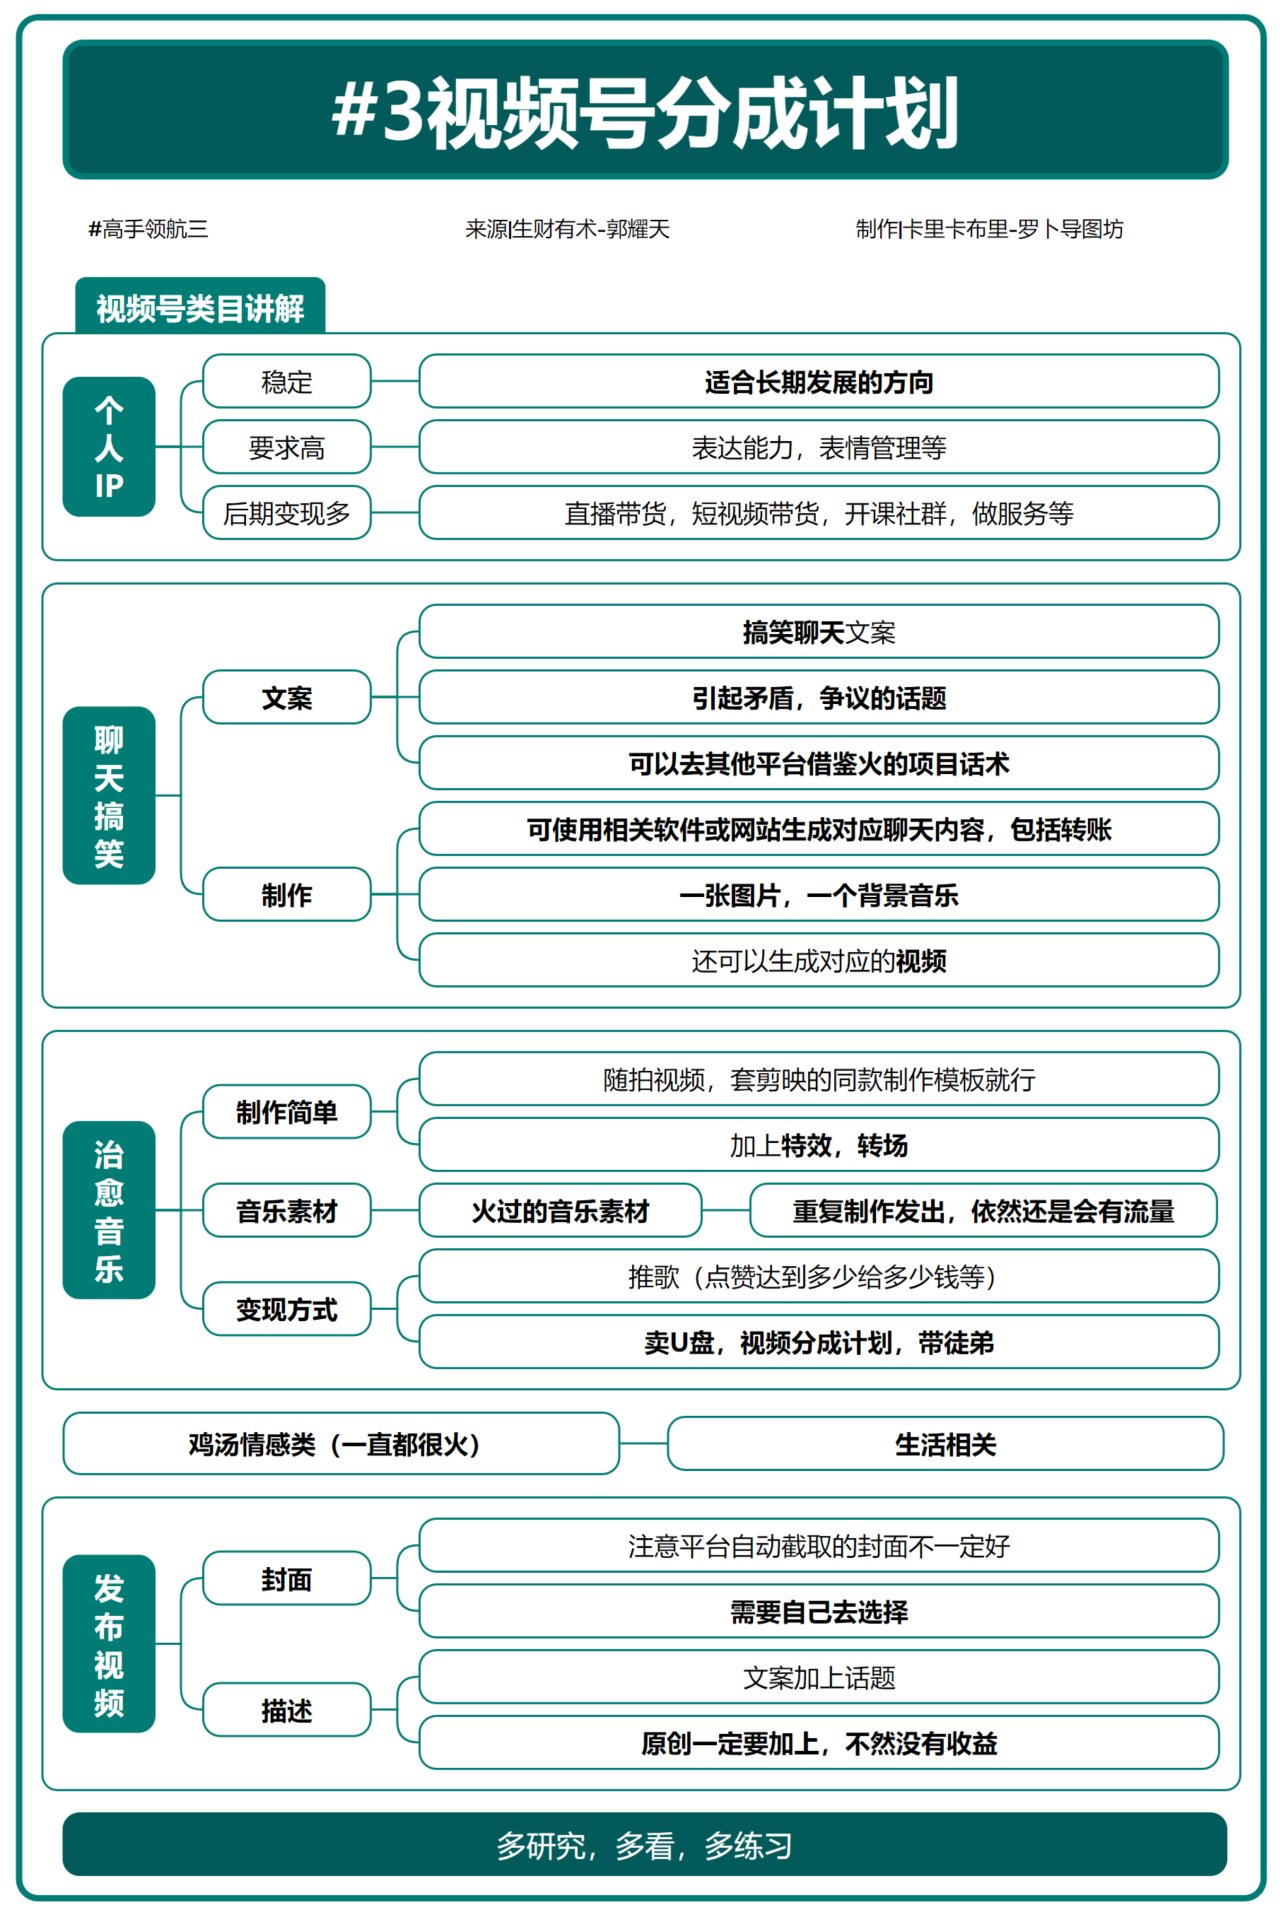 #3视频号分成计划
#高手领航三
来源|生财有术-郭耀天
制作|卡里卡布里-罗卜导图坊
视频号类目讲解
个人IP
稳定
适合长期发展的方向
要求高
表达能力，表情管理等
后期变现多
直播带货，短视频带货，开课社群，做服务等
聊天搞笑
文案
搞笑聊天文案
引起矛盾，争议的话题
可以去其他平台借鉴火的项目话术
制作
可使用相关软件或网站生成对应聊天内容，包括转账
一张图片，一个背景音乐
还可以生成对应的视频
治愈音乐
制作简单
随拍视频，套剪映的同款制作模板就行
加上特效，转场
音乐素材
火过的音乐素材
重复制作发出，依然还是会有流量
变现方式
推歌（点赞达到多少给多少钱等）
卖U盘，视频分成计划，带徒弟
鸡汤情感类（一直都很火）
生活相关
发布视频
封面
注意平台自动截取的封面不一定好
需要自己去选择
描述
文案加上话题
原创一定要加上，不然没有收益
多研究，多看，多练习